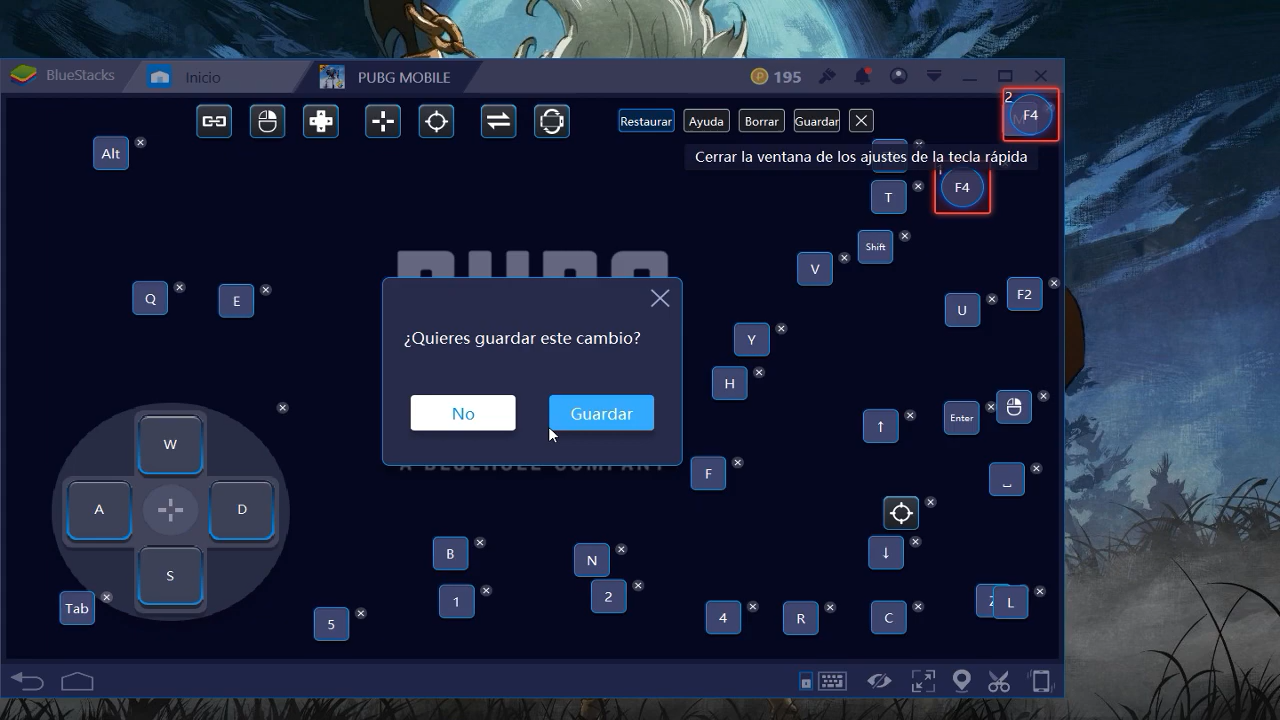 BlueStacks
Inicio
PUBG MOBILE
195
Restaurar
Ayuda
Borrar
Guardar
2
F4
Alt
Cerrar la ventana de los ajustes de la tecla rápida
T
F4
Shift
V
Q
E
U
F2
¿Quieres guardar este cambio?
Y
H
No
Guardar
Enter
W
F
A
D
B
N
S
Tab
5
1
2
4
R
C
L